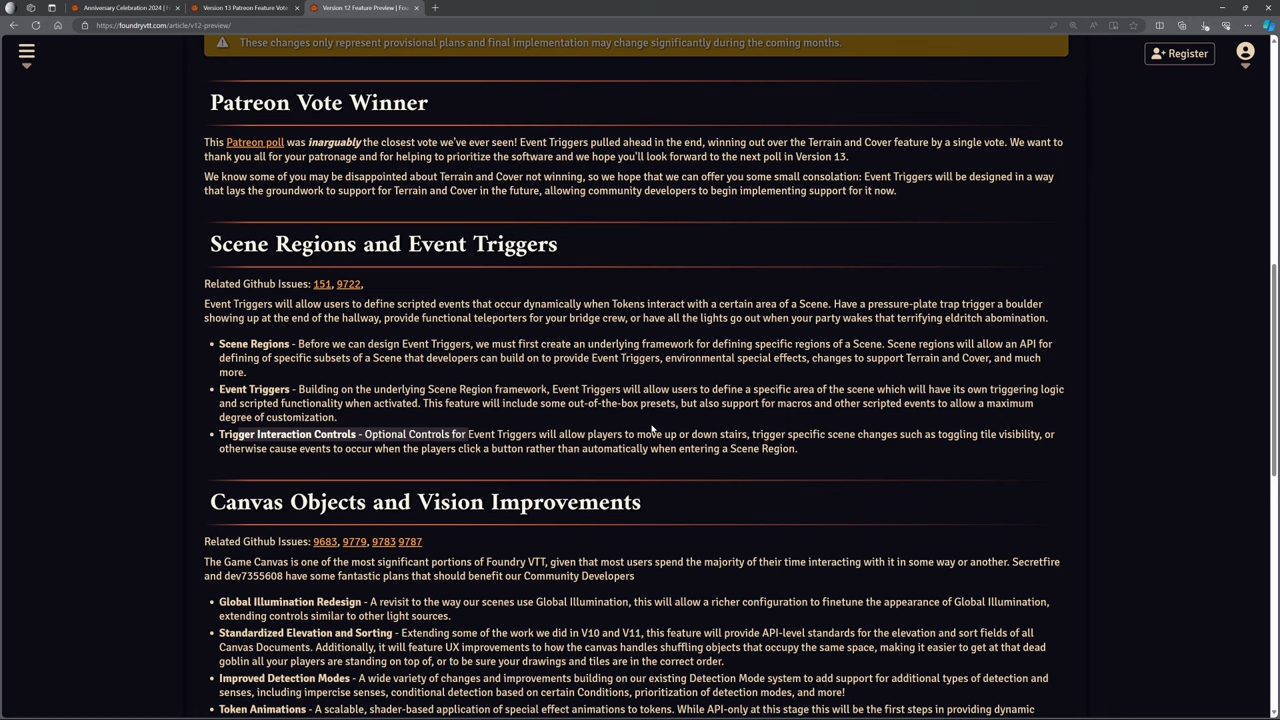 Anniversary Celebration 2024 |
Version 13 Patreon Feature Vote
Version 12 Feature Preview | Fou
https://foundryvtt.com/article/v12-preview/
These changes only represent provisional plans and final implementation may change significantly during the coming months.
Register
Patreon Vote Winner
This Patreon poll was inarguably the closest vote we've ever seen! Event Triggers pulled ahead in the end, winning out over the Terrain and Cover feature by a single vote. We want to
thank you all for your patronage and for helping to prioritize the software and we hope you'll look forward to the next poll in Version 13.
We know some of you may be disappointed about Terrain and Cover not winning, so we hope that we can offer you some small consolation: Event Triggers will be designed in a way
that lays the groundwork to support for Terrain and Cover in the future, allowing community developers to begin implementing support for it now.
Scene Regions and Event Triggers
Related Github Issues: 151, 9722,
Event Triggers will allow users to define scripted events that occur dynamically when Tokens interact with a certain area of a Scene. Have a pressure-plate trap trigger a boulder
showing up at the end of the hallway, provide functional teleporters for your bridge crew, or have all the lights go out when your party wakes that terrifying eldritch abomination.
• Scene Regions - Before we can design Event Triggers, we must first create an underlying framework for defining specific regions of a Scene. Scene regions will allow an API for
defining of specific subsets of a Scene that developers can build on to provide Event Triggers, environmental special effects, changes to support Terrain and Cover, and much
more.
• Event Triggers - Building on the underlying Scene Region framework, Event Triggers will allow users to define a specific area of the scene which will have its own triggering logic
and scripted functionality when activated. This feature will include some out-of-the-box presets, but also support for macros and other scripted events to allow a maximum
degree of customization.
• Trigger Interaction Controls - Optional Controls for Event Triggers will allow players to move up or down stairs, trigger specific scene changes such as toggling tile visibility, or
otherwise cause events to occur when the players click a button rather than automatically when entering a Scene Region.
Canvas Objects and Vision Improvements
Related Github Issues: 9683, 9779, 9783 9787
The Game Canvas is one of the most significant portions of Foundry VTT, given that most users spend the majority of their time interacting with it in some way or another. Secretfire
and dev7355608 have some fantastic plans that should benefit our Community Developers
• Global Illumination Redesign - A revisit to the way our scenes use Global Illumination, this will allow a richer configuration to finetune the appearance of Global Illumination,
extending controls similar to other light sources.
• Standardized Elevation and Sorting - Extending some of the work we did in V10 and V11, this feature will provide API-level standards for the elevation and sort fields of all
Canvas Documents. Additionally, it will feature UX improvements to how the canvas handles shuffling objects that occupy the same space, making it easier to get at that dead
goblin all your players are standing on top of, or to be sure your drawings and tiles are in the correct order.
• Improved Detection Modes - A wide variety of changes and improvements building on our existing Detection Mode system to add support for additional types of detection and
senses, including impercise senses, conditional detection based on certain Conditions, prioritization of detection modes, and more!
• Token Animations - A scalable, shader-based application of special effect animations to tokens. While API-only at this stage this will be the first steps in providing dynamic